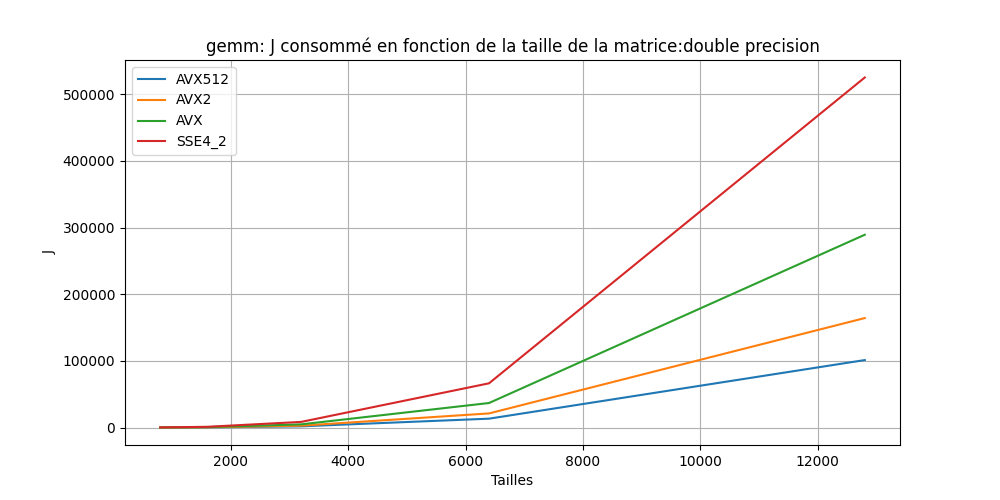 gemm: J consommé en fonction de la taille de la matrice:double precision
AVX512
AVX2
AVX
SSE4_2
500000
400000
300000
200000
100000
0
J
2000 4000 6000 8000 10000 12000
Tailles